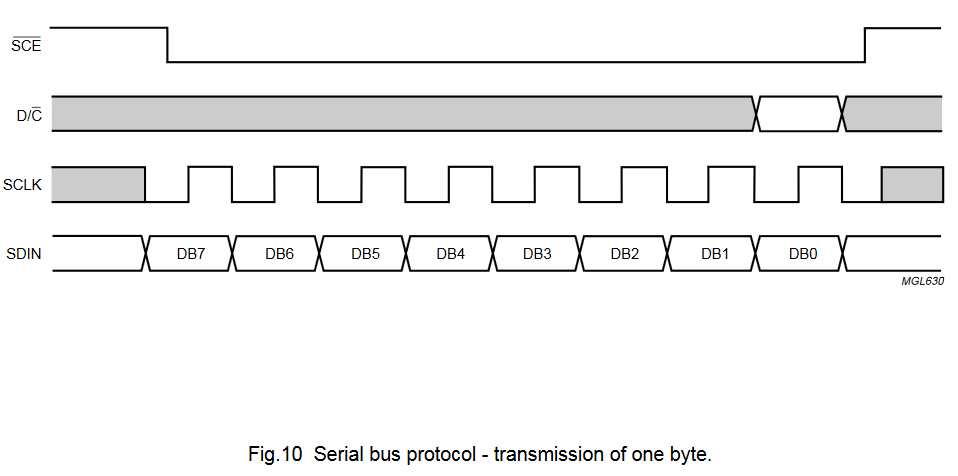 S̅C̅E̅
D/C̅
SCLK
SDIN DB7 DB6 DB5 DB4 DB3 DB2 DB1 DB0
MGL630
Fig.10 Serial bus protocol - transmission of one byte.